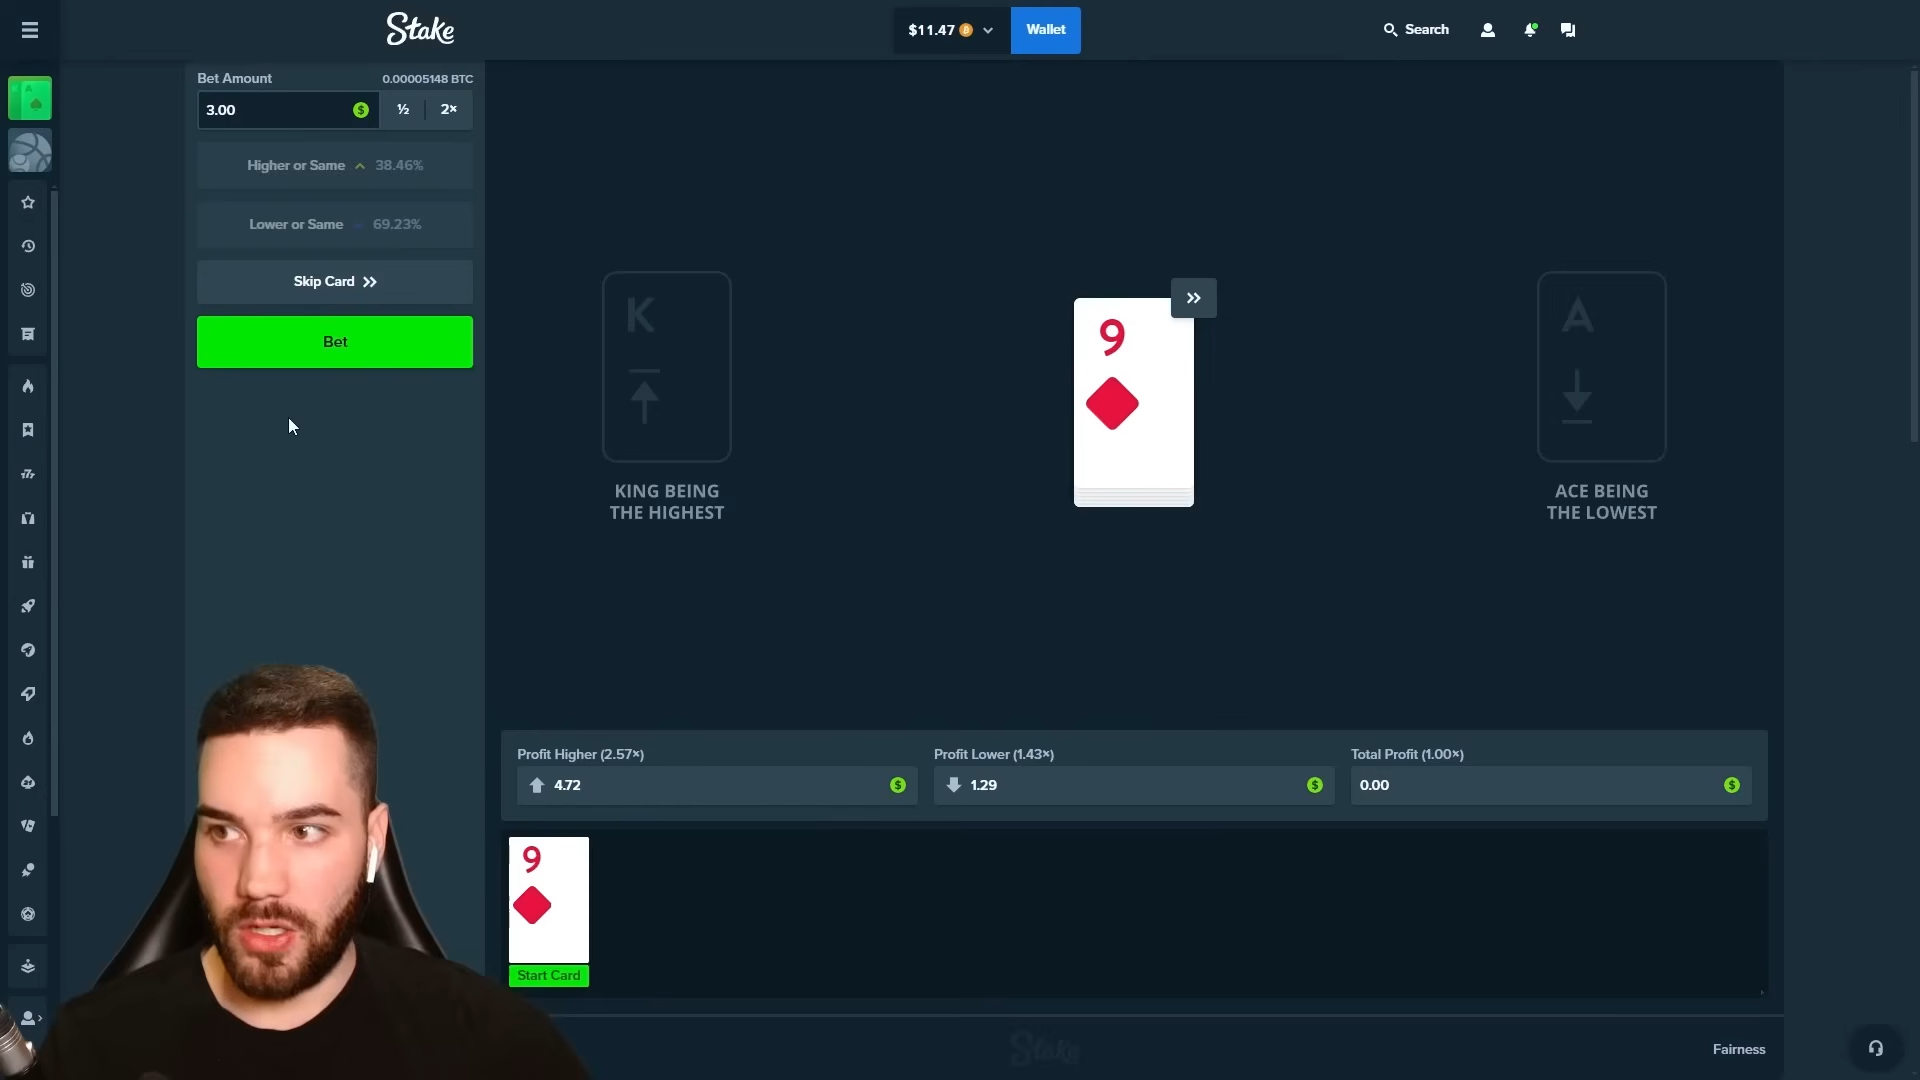 Stake
$11.47
Wallet
Search
Bet Amount
0.00005148 BTC
3.00
$
½
2×
Higher or Same 38.46%
Lower or Same 69.23%
Skip Card
Bet
K
KING BEING
THE HIGHEST
9
A
ACE BEING
THE LOWEST
Profit Higher (2.57×)
4.72
$
Profit Lower (1.43×)
1.29
$
Total Profit (1.00×)
0.00
$
9
Start Card
Stake
Fairness